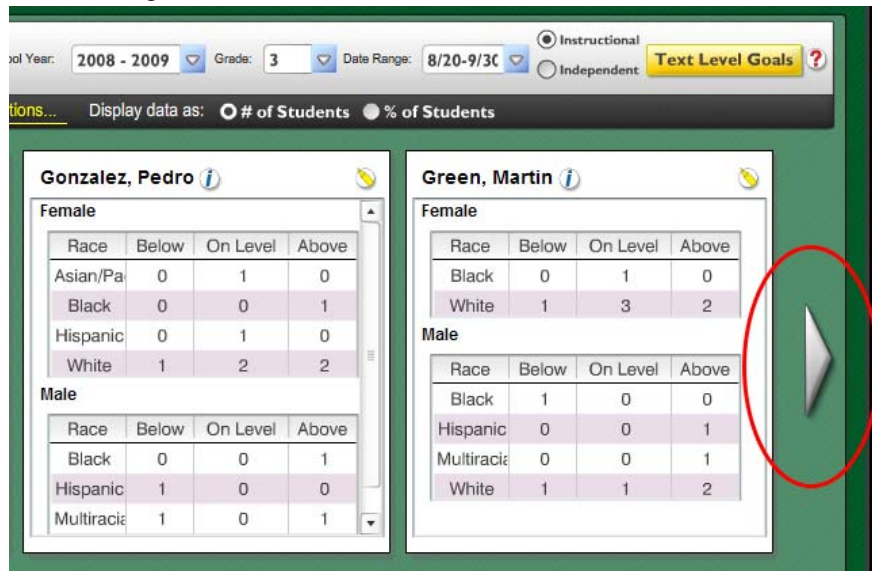 ool Year: 2008 - 2009 Grade: 3 Date Range: 8/20-9/30 Instructional
Independent Text Level Goals ?
tions... Display data as: # of Students % of Students
Gonzalez, Pedro i
Female
Race Below On Level Above
Asian/Pa 0 1 0
Black 0 0 1
Hispanic 0 1 0
White 1 2 2
Male
Race Below On Level Above
Black 0 0 1
Hispanic 1 0 0
Multiracia 1 0 1
Green, Martin i
Female
Race Below On Level Above
Black 0 1 0
White 1 3 2
Male
Race Below On Level Above
Black 1 0 0
Hispanic 0 0 1
Multiracia 0 0 1
White 1 1 2